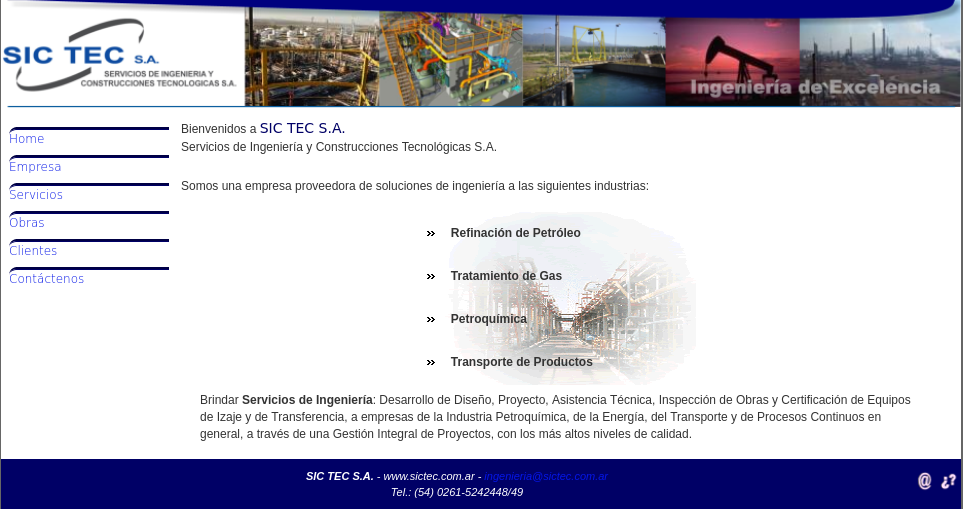 SIC TEC S.A.
SERVICIOS DE INGENIERIA Y
CONSTRUCCIONES TECNOLOGICAS S.A.
Ingeniería de Excelencia
Home
Empresa
Servicios
Obras
Clientes
Contáctenos
Bienvenidos a SIC TEC S.A.
Servicios de Ingeniería y Construcciones Tecnológicas S.A.
Somos una empresa proveedora de soluciones de ingeniería a las siguientes industrias:
Refinación de Petróleo
Tratamiento de Gas
Petroquímica
Transporte de Productos
Brindar Servicios de Ingeniería: Desarrollo de Diseño, Proyecto, Asistencia Técnica, Inspección de Obras y Certificación de Equipos
de Izaje y de Transferencia, a empresas de la Industria Petroquímica, de la Energía, del Transporte y de Procesos Continuos en
general, a través de una Gestión Integral de Proyectos, con los más altos niveles de calidad.
SIC TEC S.A. - www.sictec.com.ar - ingenieria@sictec.com.ar
Tel.: (54) 0261-5242448/49
@ ¿?